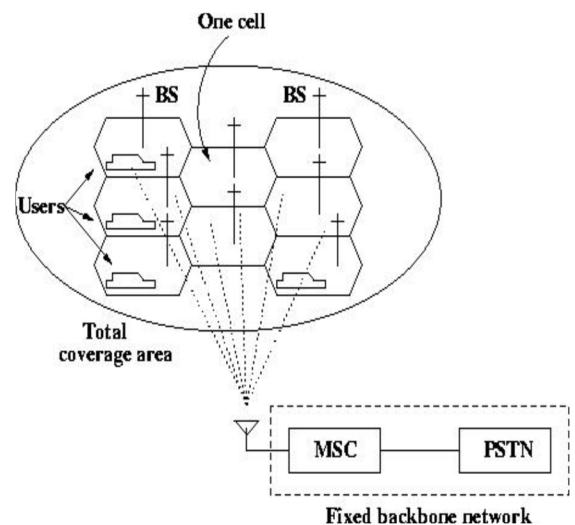 One cell
BS
BS
Users
Total
coverage area
MSC
PSTN
Fixed backbone network